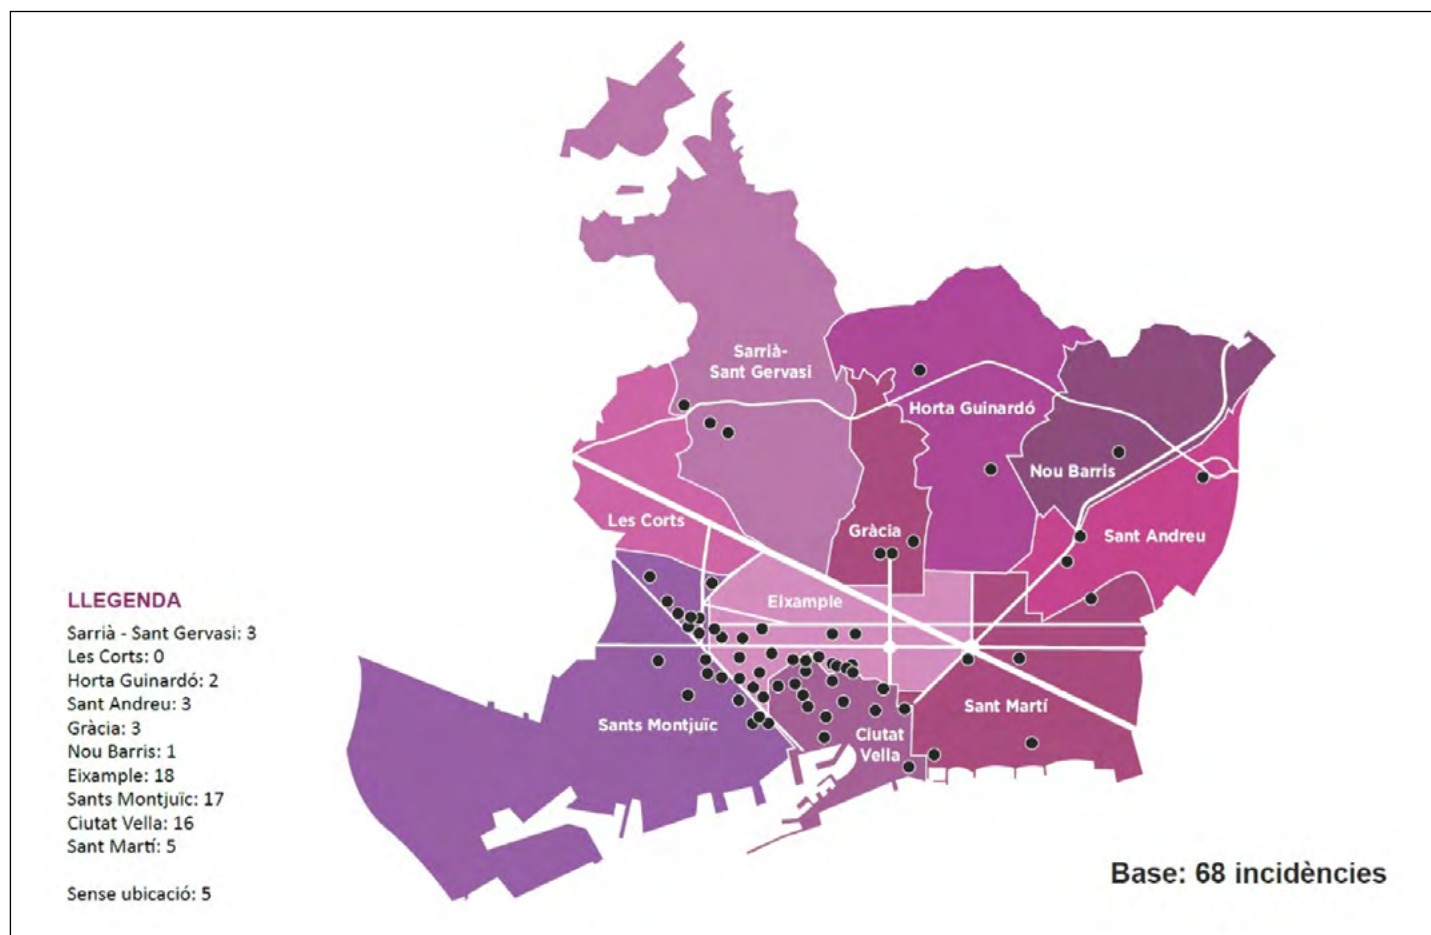 Sarrià-
Sant Gervasi
Horta Guinardó
Nou Barris
Les Corts
Gràcia
Sant Andreu
Eixample
Sants Montjuïc
Ciutat
Vella
Sant Martí
LLEGENDA
Sarrià - Sant Gervasi: 3
Les Corts: 0
Horta Guinardó: 2
Sant Andreu: 3
Gràcia: 3
Nou Barris: 1
Eixample: 18
Sants Montjuïc: 17
Ciutat Vella: 16
Sant Martí: 5
Sense ubicació: 5
Base: 68 incidències